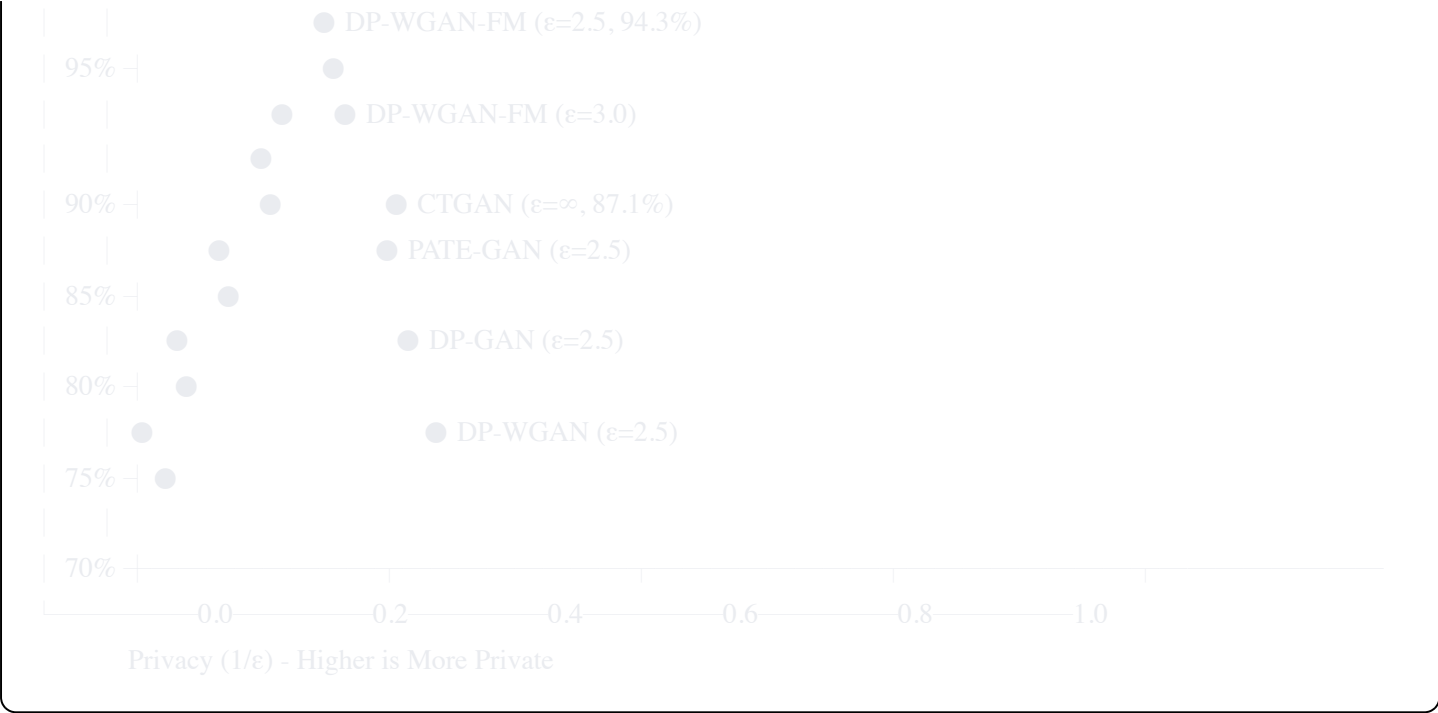 DP-WGAN-FM (ε=2.5, 94.3%)
95%
DP-WGAN-FM (ε=3.0)
90%
CTGAN (ε=∞, 87.1%)
PATE-GAN (ε=2.5)
85%
DP-GAN (ε=2.5)
80%
DP-WGAN (ε=2.5)
75%
70%
0.0 0.2 0.4 0.6 0.8 1.0
Privacy (1/ε) - Higher is More Private